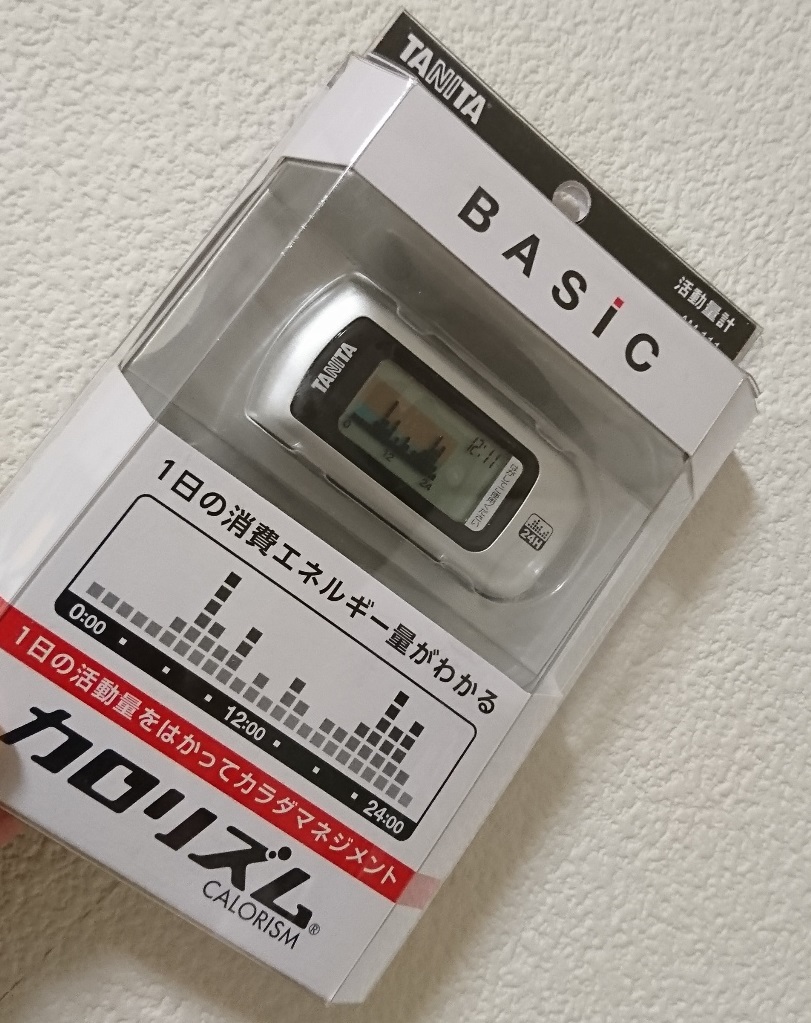 TANITA
BASiC
活動量計
TANITA
12:11
0
12
24
24H
1日の消費エネルギー量がわかる
0:00
12:00
24:00
1日の活動量をはかってカラダマネジメント
カロリズム®
CALORISM